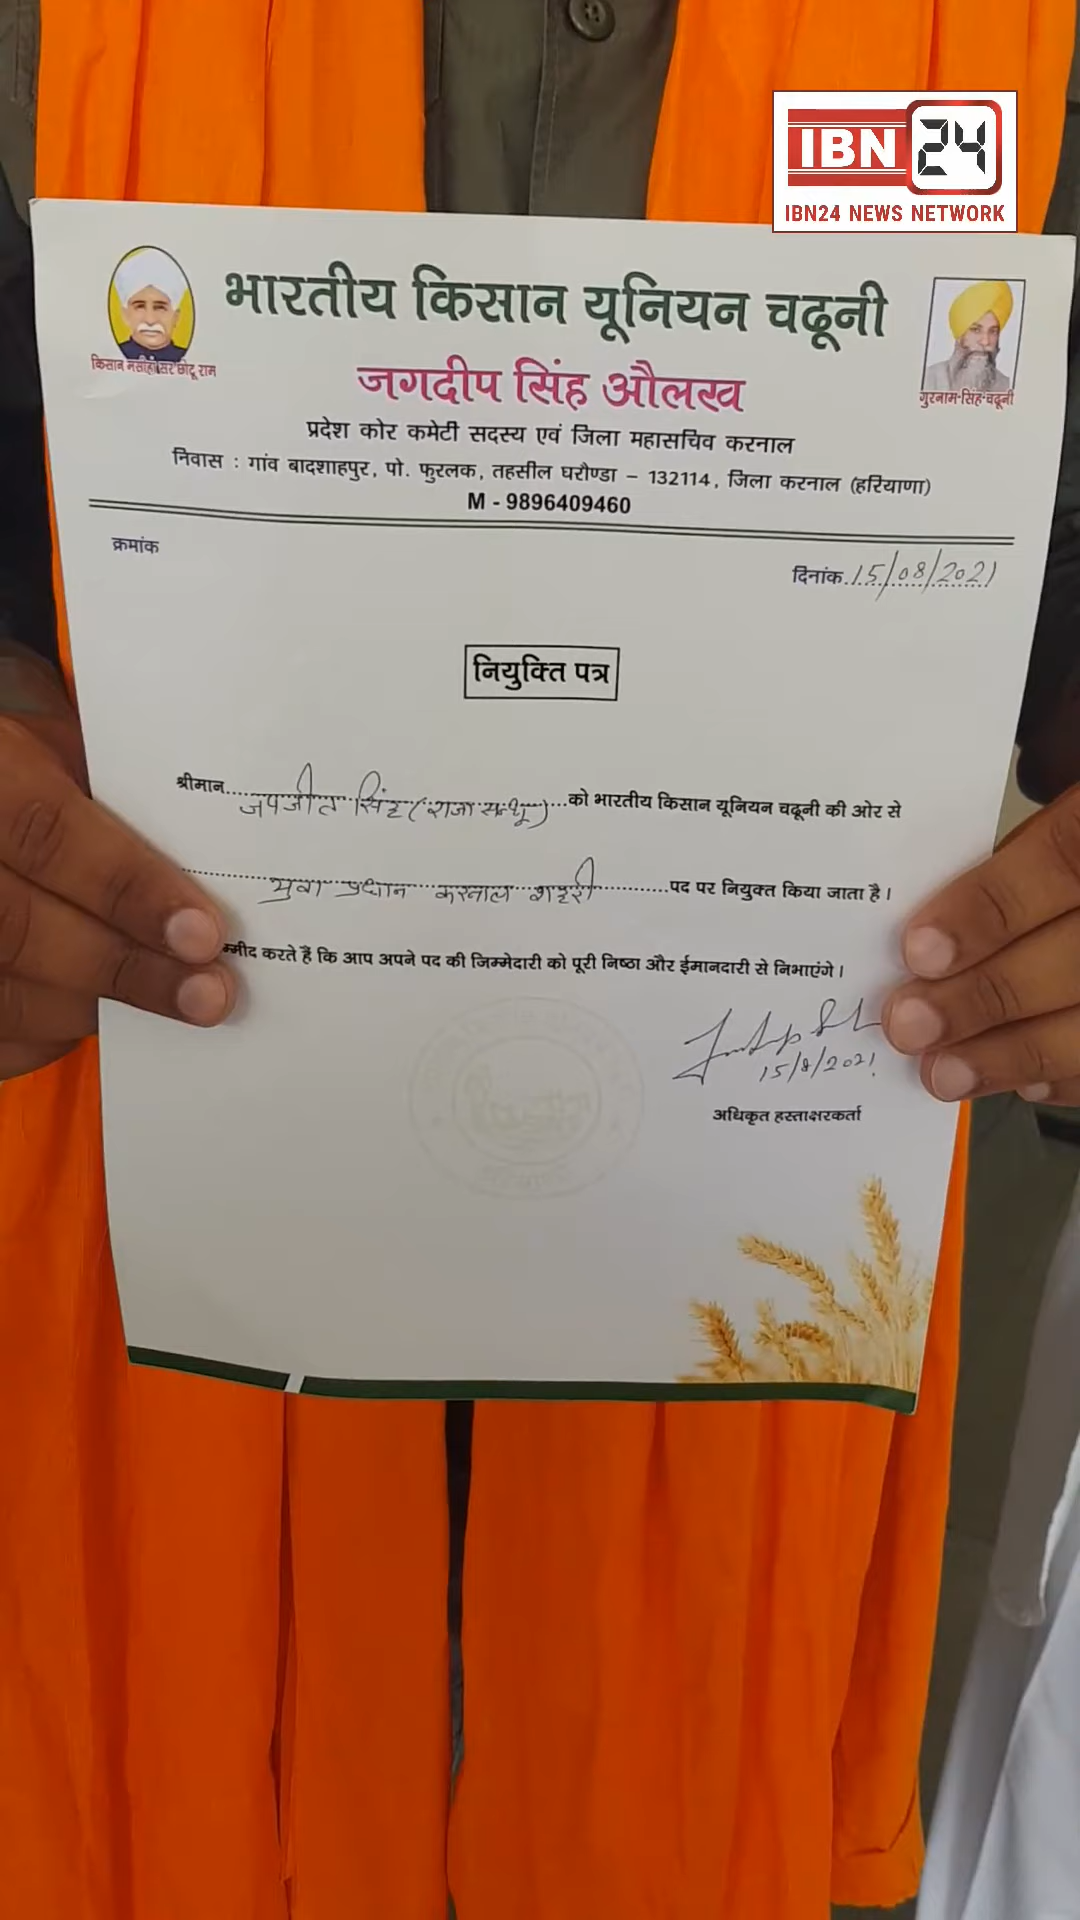 IBN 24
IBN24 NEWS NETWORK
भारतीय किसान यूनियन चढूनी
किसान मसीहा सर छोटू राम
गुरनाम-सिंह-चढूनी
जगदीप सिंह औलख
प्रदेश कोर कमेटी सदस्य एवं जिला महासचिव करनाल
निवास : गांव बादशाहपुर, पो. फुरलक, तहसील घरौण्डा – 132114, जिला करनाल (हरियाणा)
M - 9896409460
क्रमांक
दिनांक 15/08/2021
नियुक्ति पत्र
श्रीमान जपजीत सिंह (राजा सन्धू) को भारतीय किसान यूनियन चढूनी की ओर से
युवा प्रधान करनाल शहरी पद पर नियुक्त किया जाता है।
म्मीद करते हैं कि आप अपने पद की जिम्मेदारी को पूरी निष्ठा और ईमानदारी से निभाएंगे।
15/8/2021
अधिकृत हस्ताक्षरकर्ता